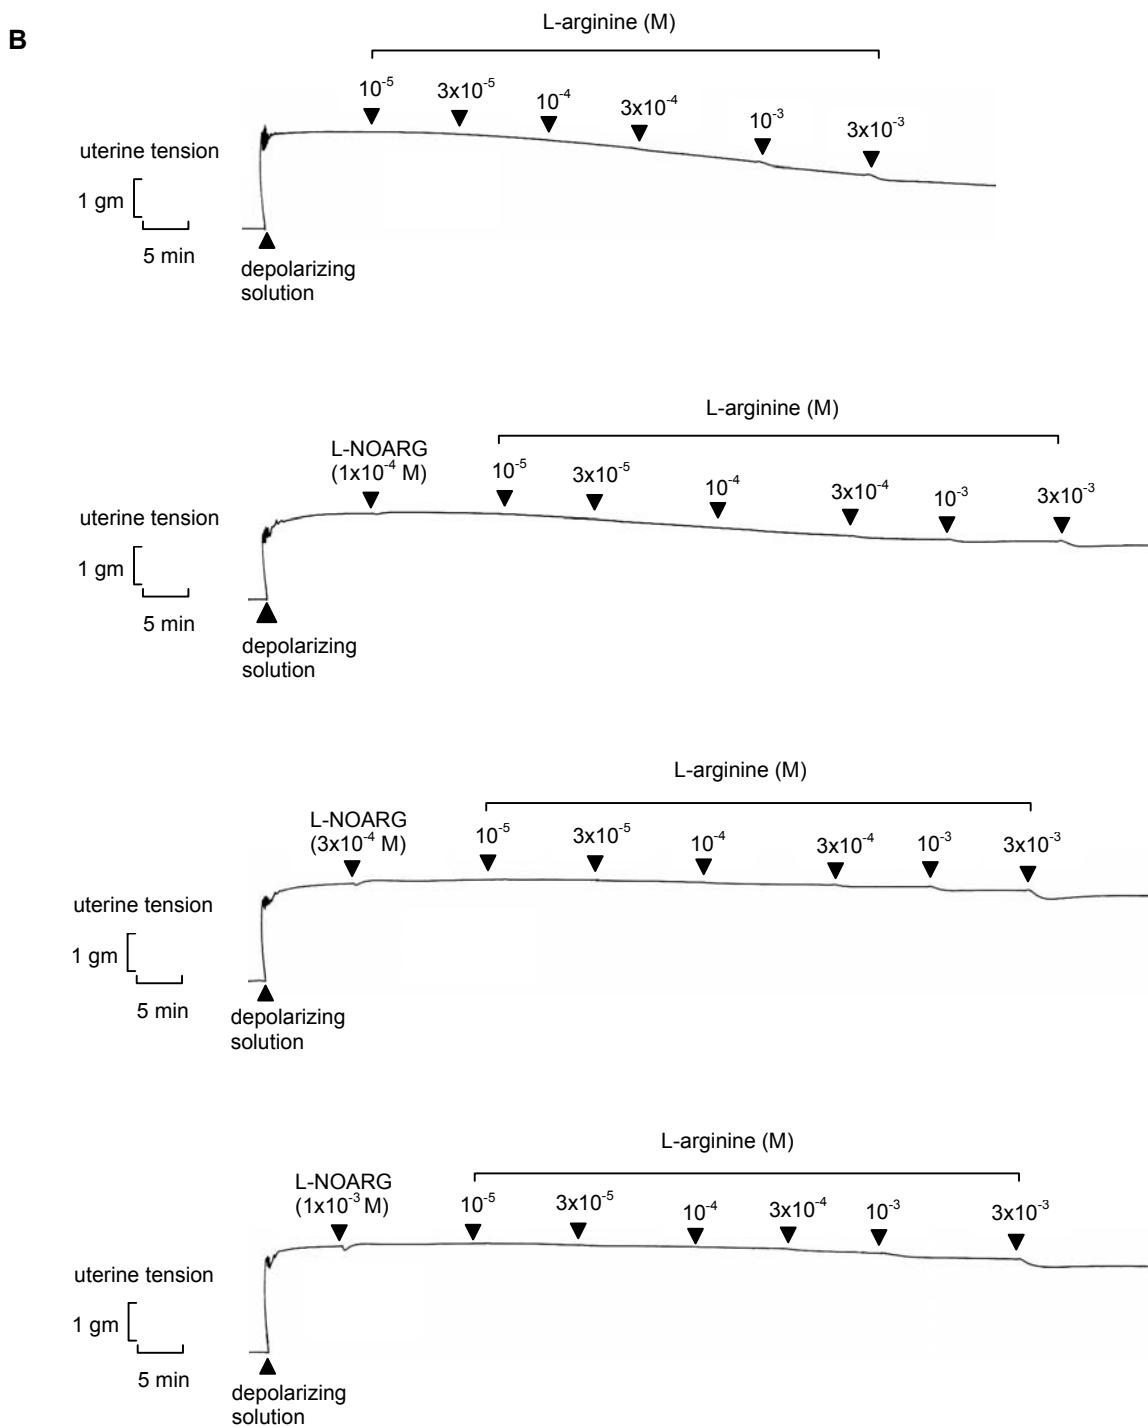 B
L-arginine (M)
10⁻⁵ 3x10⁻⁵ 10⁻⁴ 3x10⁻⁴ 10⁻³ 3x10⁻³
uterine tension
1 gm
5 min
depolarizing
solution
L-arginine (M)
L-NOARG
(1x10⁻⁴ M)
10⁻⁵ 3x10⁻⁵ 10⁻⁴ 3x10⁻⁴ 10⁻³ 3x10⁻³
uterine tension
1 gm
5 min
depolarizing
solution
L-arginine (M)
L-NOARG
(3x10⁻⁴ M)
10⁻⁵ 3x10⁻⁵ 10⁻⁴ 3x10⁻⁴ 10⁻³ 3x10⁻³
uterine tension
1 gm
5 min
depolarizing
solution
L-arginine (M)
L-NOARG
(1x10⁻³ M)
10⁻⁵ 3x10⁻⁵ 10⁻⁴ 3x10⁻⁴ 10⁻³ 3x10⁻³
uterine tension
1 gm
5 min
depolarizing
solution